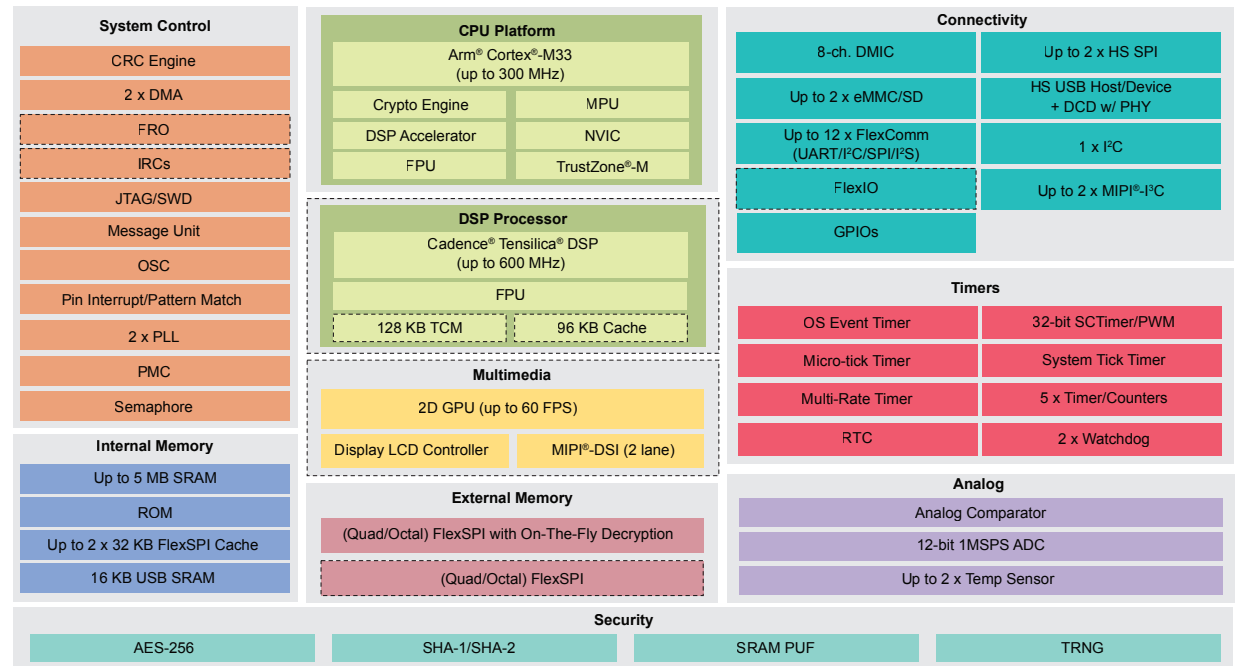 System Control
CRC Engine
2 x DMA
FRO
IRCs
JTAG/SWD
Message Unit
OSC
Pin Interrupt/Pattern Match
2 x PLL
PMC
Semaphore
Internal Memory
Up to 5 MB SRAM
ROM
Up to 2 x 32 KB FlexSPI Cache
16 KB USB SRAM
CPU Platform
Arm® Cortex®-M33
(up to 300 MHz)
Crypto Engine
MPU
DSP Accelerator
NVIC
FPU
TrustZone®-M
DSP Processor
Cadence® Tensilica® DSP
(up to 600 MHz)
FPU
128 KB TCM
96 KB Cache
Multimedia
2D GPU (up to 60 FPS)
Display LCD Controller
MIPI®-DSI (2 lane)
External Memory
(Quad/Octal) FlexSPI with On-The-Fly Decryption
(Quad/Octal) FlexSPI
Connectivity
8-ch. DMIC
Up to 2 x HS SPI
Up to 2 x eMMC/SD
HS USB Host/Device
+ DCD w/ PHY
Up to 12 x FlexComm
(UART/I²C/SPI/I²S)
1 x I²C
FlexIO
Up to 2 x MIPI®-I³C
GPIOs
Timers
OS Event Timer
32-bit SCTimer/PWM
Micro-tick Timer
System Tick Timer
Multi-Rate Timer
5 x Timer/Counters
RTC
2 x Watchdog
Analog
Analog Comparator
12-bit 1MSPS ADC
Up to 2 x Temp Sensor
Security
AES-256
SHA-1/SHA-2
SRAM PUF
TRNG